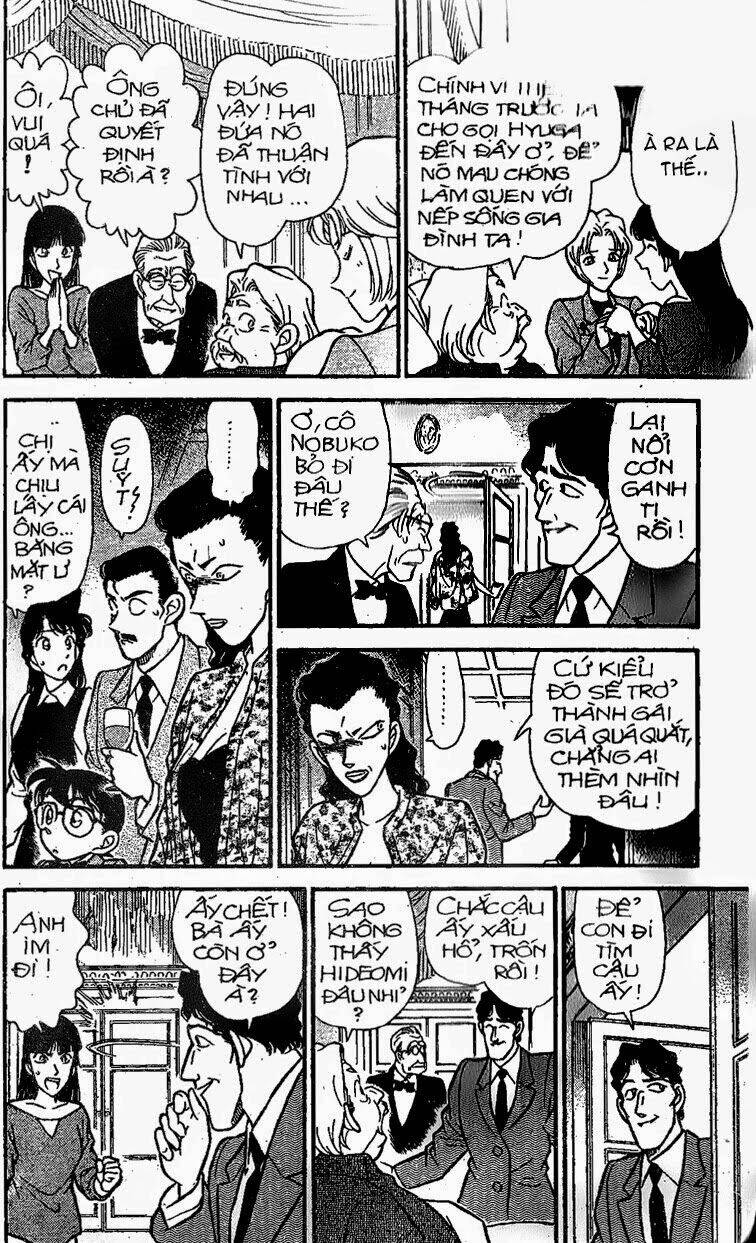 À RA LÀ
THẾ..
CHÍNH VÌ
THÁNG TRƯỚC TA
CHO GỌI HYUGA
ĐẾN ĐÂY Ở, ĐỂ
NÓ MAU CHÓNG
LÀM QUEN VỚI
NẾP SỐNG GIA
ĐÌNH TA!
ĐÚNG
VẬY! HAI
ĐỨA NÓ
ĐÃ THUẬN
TÌNH VỚI
NHAU...
ÔNG
CHỦ ĐÃ
QUYẾT
ĐỊNH
RỒI À?
ÔI,
VUI
QUÁ
!
LẠI
NỔI
CƠN
GANH
TỊ
RỒI!
Ơ, CÔ
NOBUKO
BỎ ĐI
ĐÂU
THẾ?
CỨ KIỂU
ĐÓ SẼ TRỞ
THÀNH GÁI
GIÀ QUÁ QUẮT,
CHẲNG AI
THÈM NHÌN
ĐÂU!
......
......
SUỴT!
CHỊ
ẤY MÀ
CHỊU
LẤY CÁI
ÔNG...
BĂNG
MẶT Ư
?
ĐỂ
CON ĐI
TÌM
CẬU
ẤY!
CHẮC CẬU
ẤY XẤU
HỔ, TRỐN
RỒI!
SAO
KHÔNG
THẤY
HIDEOMI
ĐÂU NHỈ
?
ẤY CHẾT!
BÀ ẤY
CÒN Ở
ĐÂY
À?
ANH
IM
ĐI!